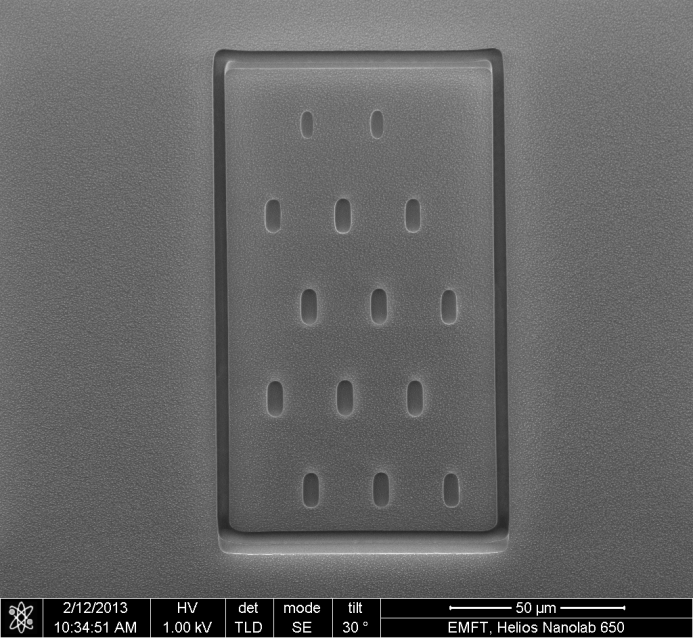 2/12/2013 HV det mode tilt 50 µm
10:34:51 AM 1.00 kV TLD SE 30 ° EMFT, Helios Nanolab 650